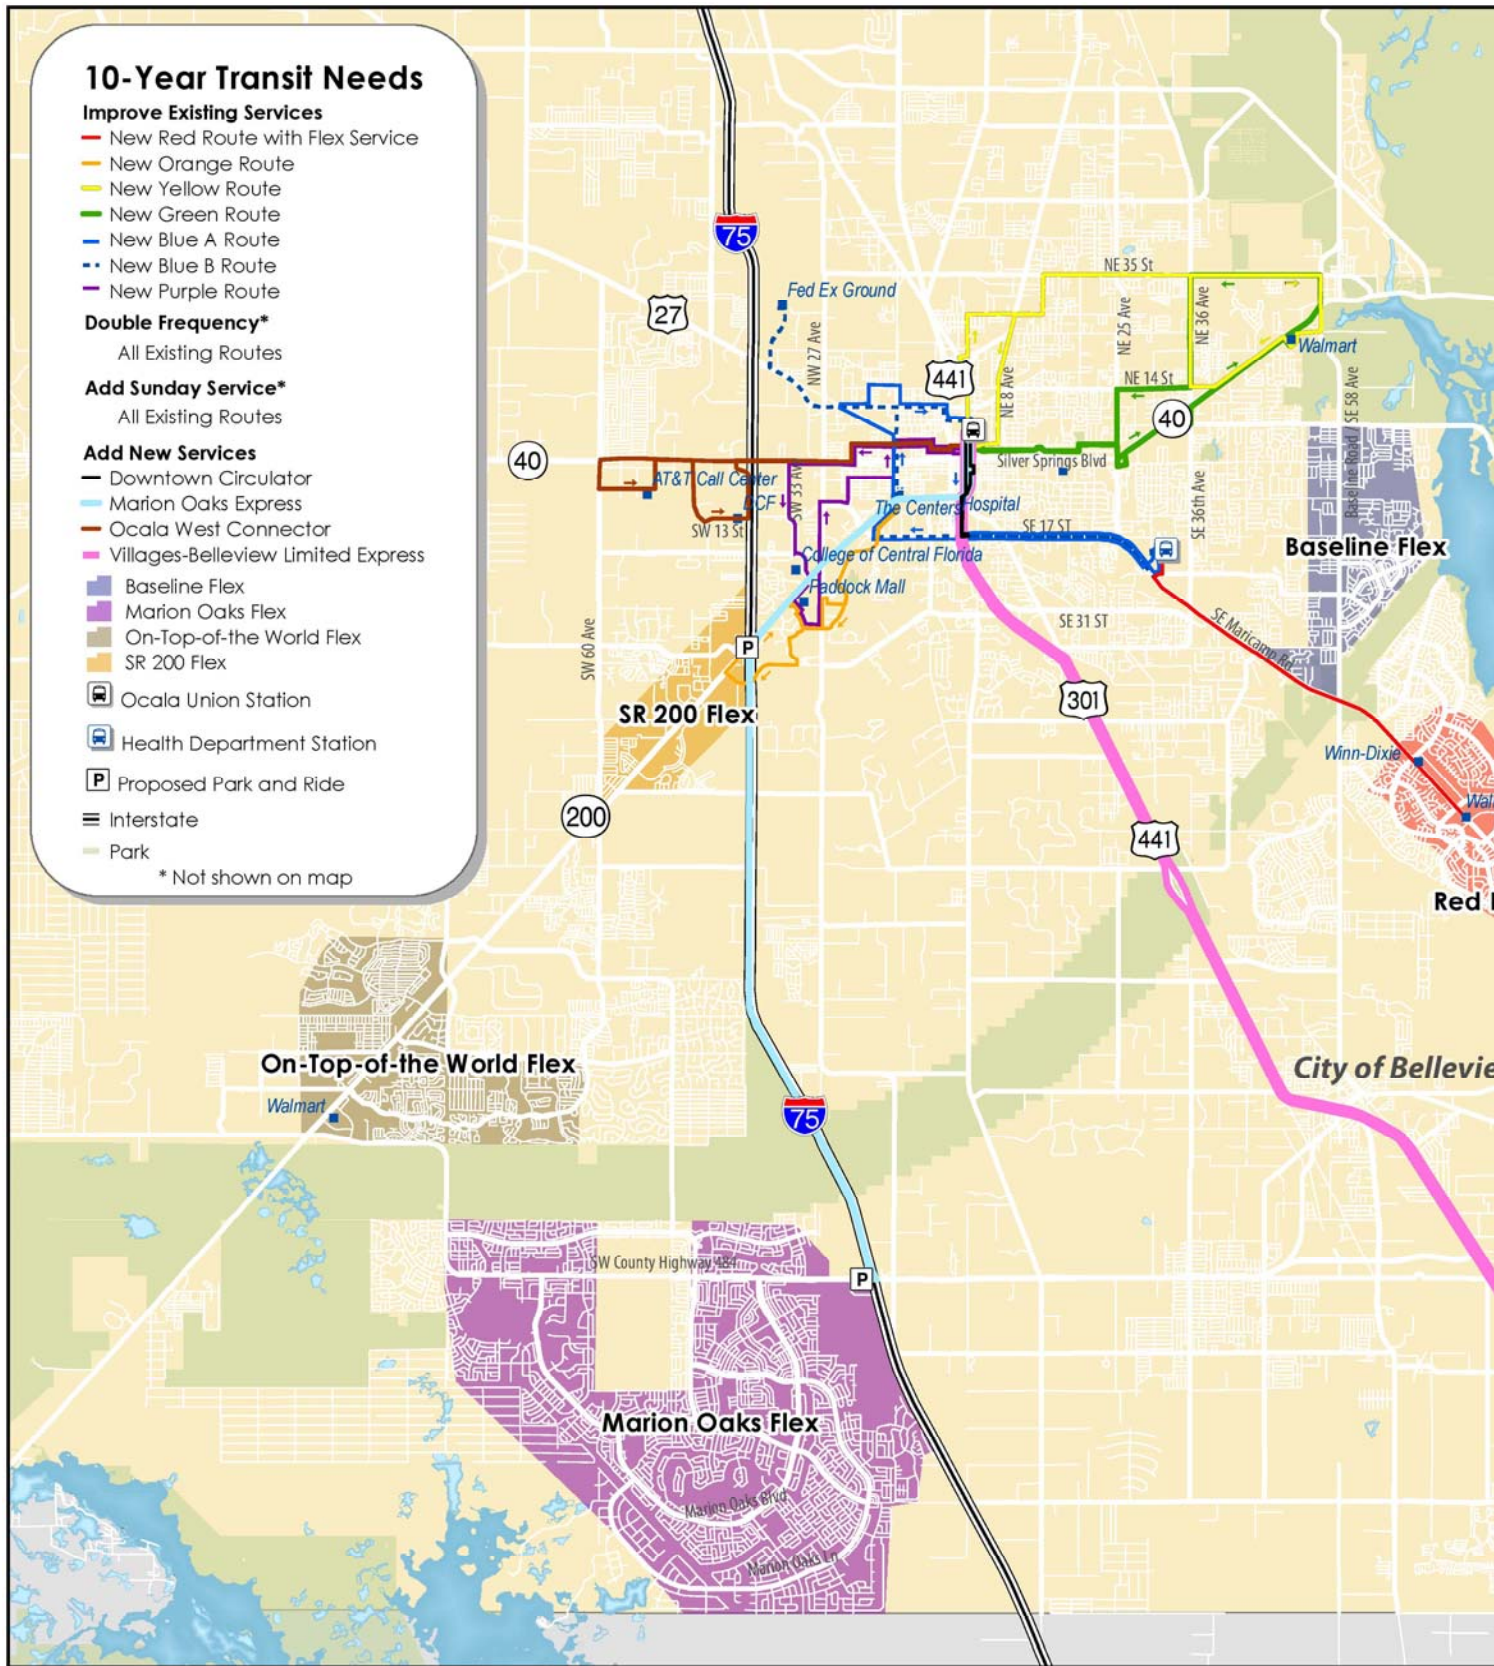 10-Year Transit Needs
Improve Existing Services
New Red Route with Flex Service
New Orange Route
New Yellow Route
New Green Route
New Blue A Route
New Blue B Route
New Purple Route
Double Frequency*
All Existing Routes
Add Sunday Service*
All Existing Routes
Add New Services
Downtown Circulator
Marion Oaks Express
Ocala West Connector
Villages-Belleview Limited Express
Baseline Flex
Marion Oaks Flex
On-Top-of-the World Flex
SR 200 Flex
Ocala Union Station
Health Department Station
P Proposed Park and Ride
Interstate
Park
* Not shown on map
75
27
Fed Ex Ground
NW 27 Ave
441
NE 8 Ave
NE 35 St
NE 25 Ave
NE 36 Ave
Walmart
NE 14 St
40
Baseline Road / SE 58 Ave
40
Silver Springs Blvd
AT&T Call Center
DCF
SW 33 Ave
SW 13 St
The Centers
Hospital
SE 17 ST
SE 36th Ave
Baseline Flex
College of Central Florida
Paddock Mall
SE 31 ST
SE Maricamp Rd
SW 60 Ave
P
301
SR 200 Flex
Winn-Dixie
200
441
Wal
Red
On-Top-of-the World Flex
Walmart
City of Bellevie
75
SW County Highway 484
P
Marion Oaks Flex
Marion Oaks Blvd
Marion Oaks Ln